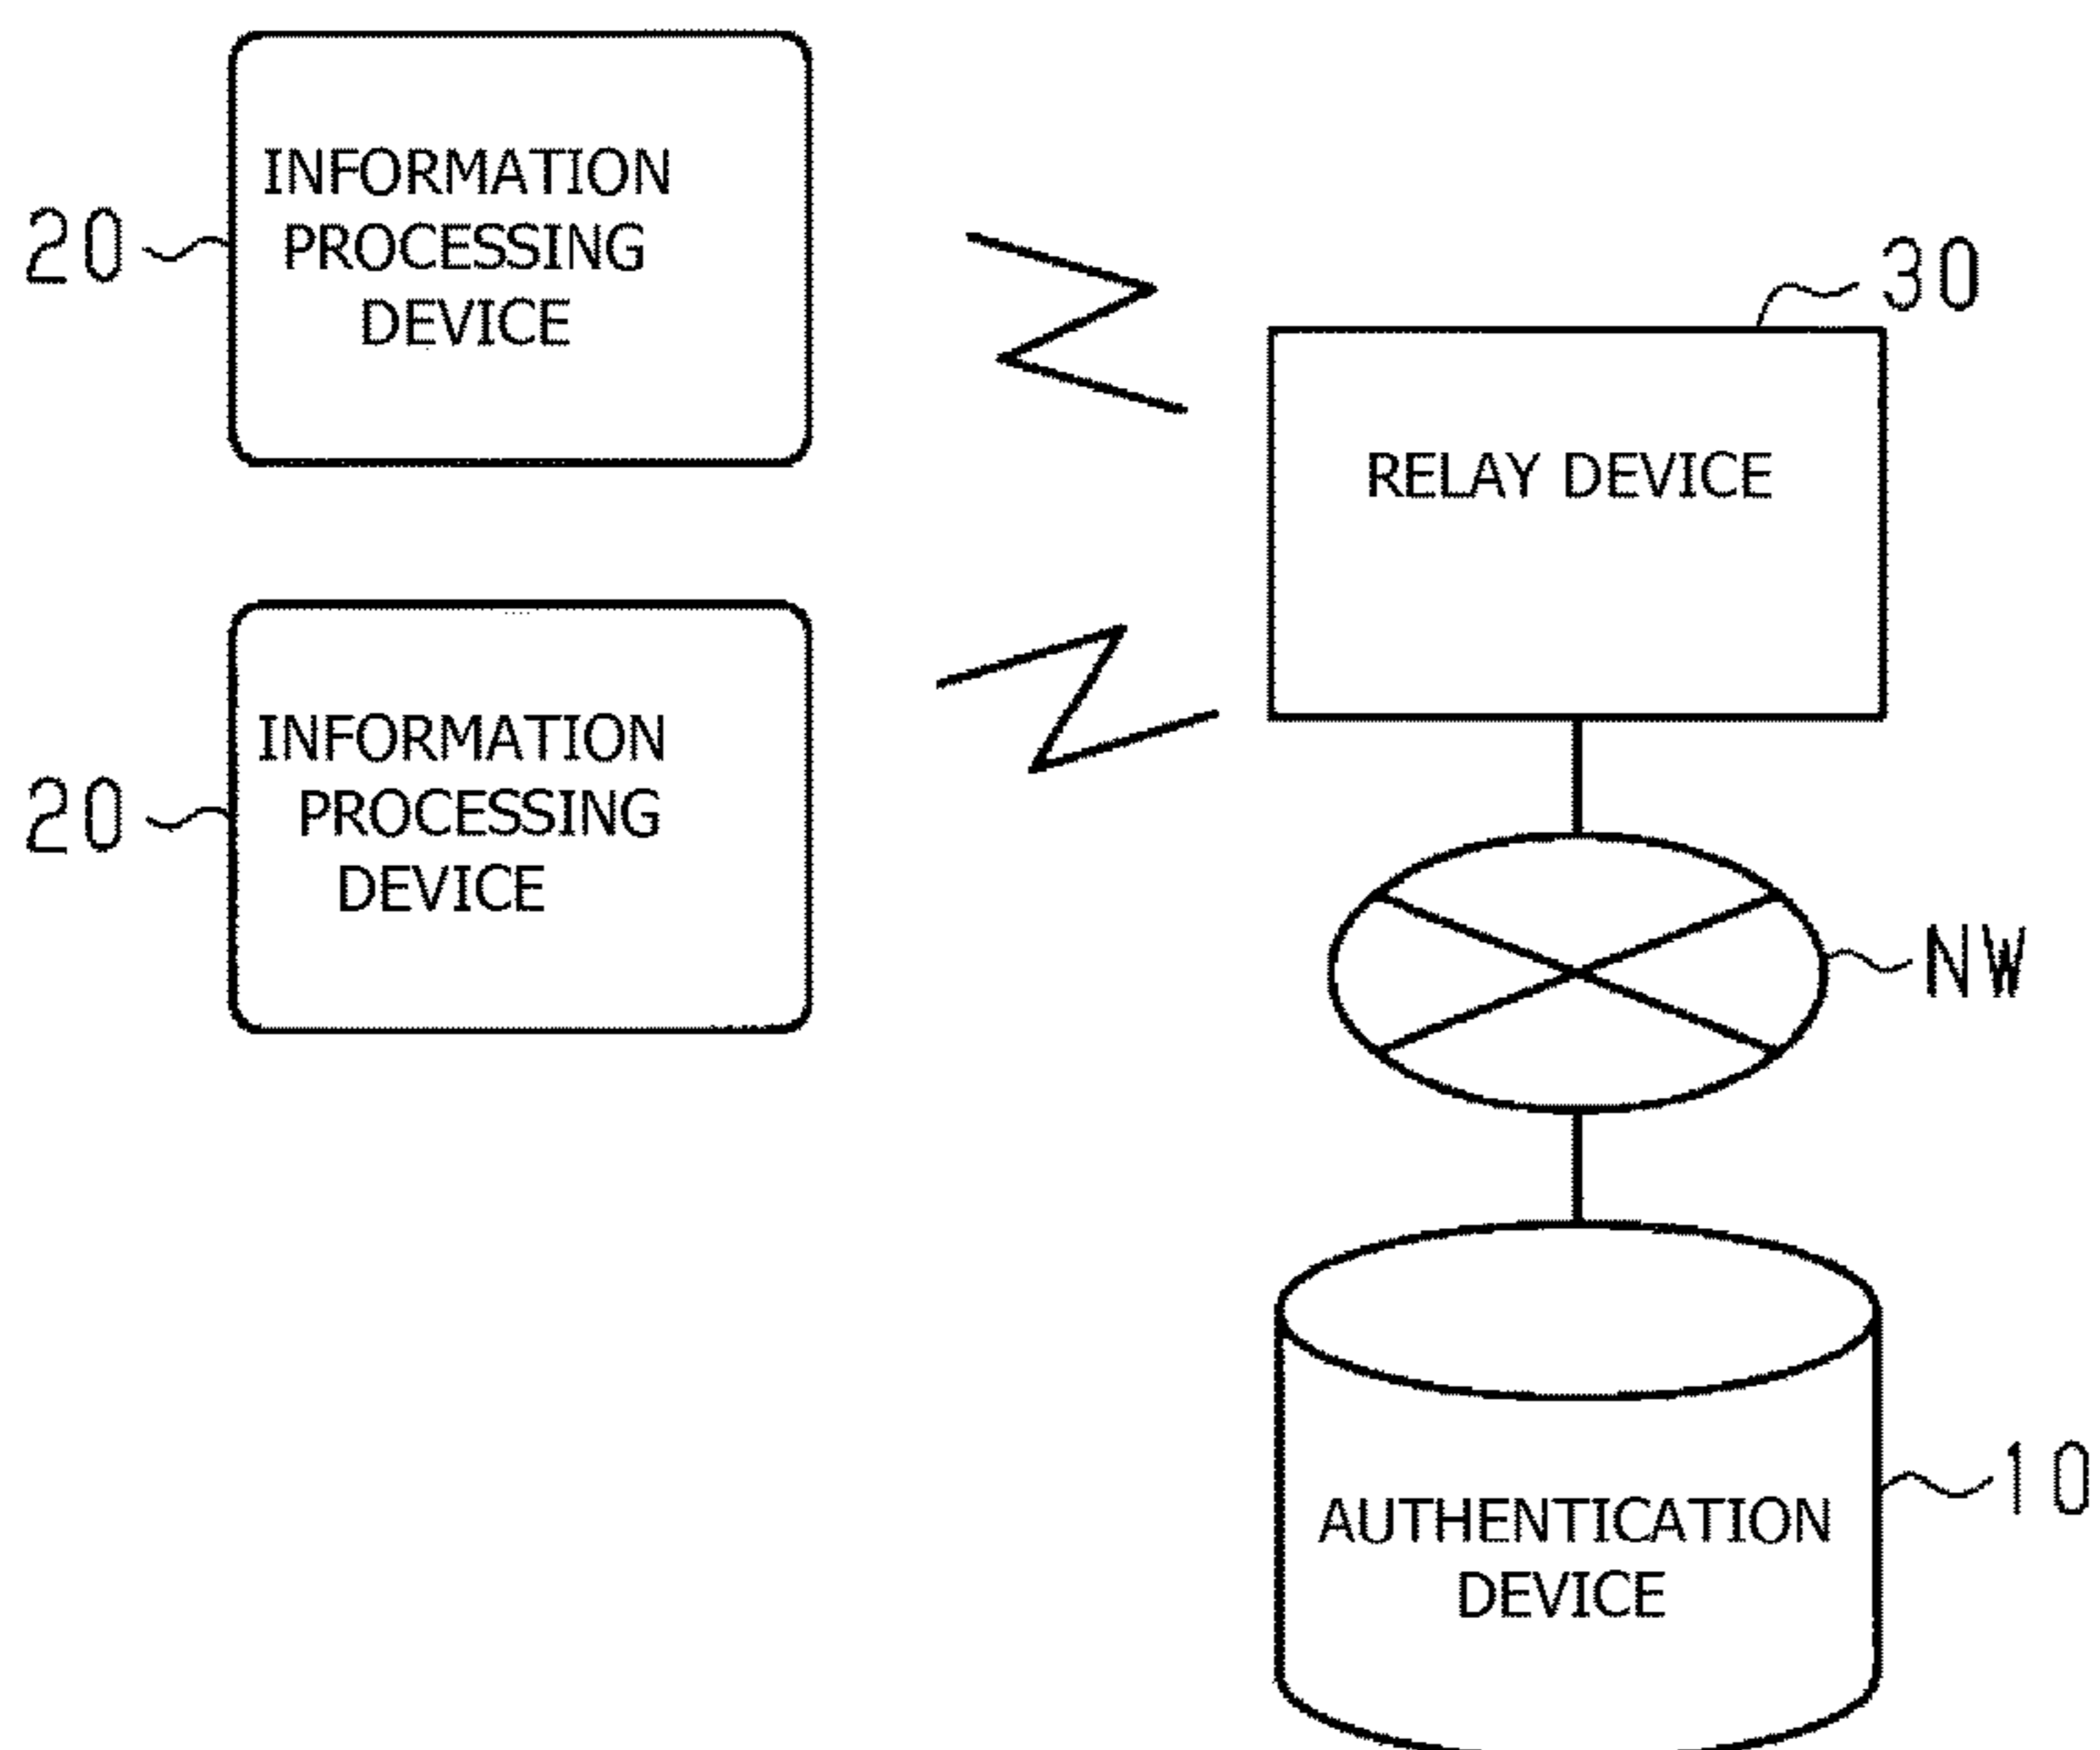 INFORMATION
PROCESSING
DEVICE
20
30
RELAY DEVICE
INFORMATION
PROCESSING
DEVICE
20
NW
AUTHENTICATION
DEVICE
10